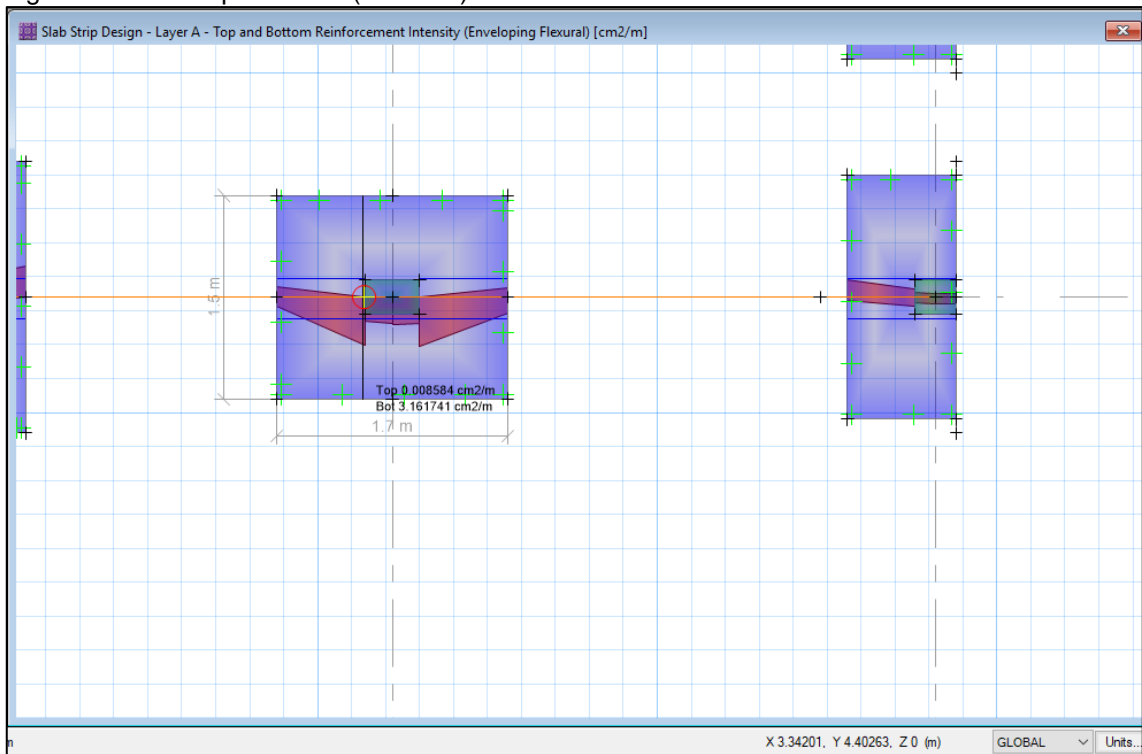 Slab Strip Design - Layer A - Top and Bottom Reinforcement Intensity (Enveloping Flexural) [cm2/m]
1.5 m
Top 0.008584 cm2/m
Bot 3.161741 cm2/m
1.7 m
X 3.34201, Y 4.40263, Z 0 (m)
GLOBAL
Units...